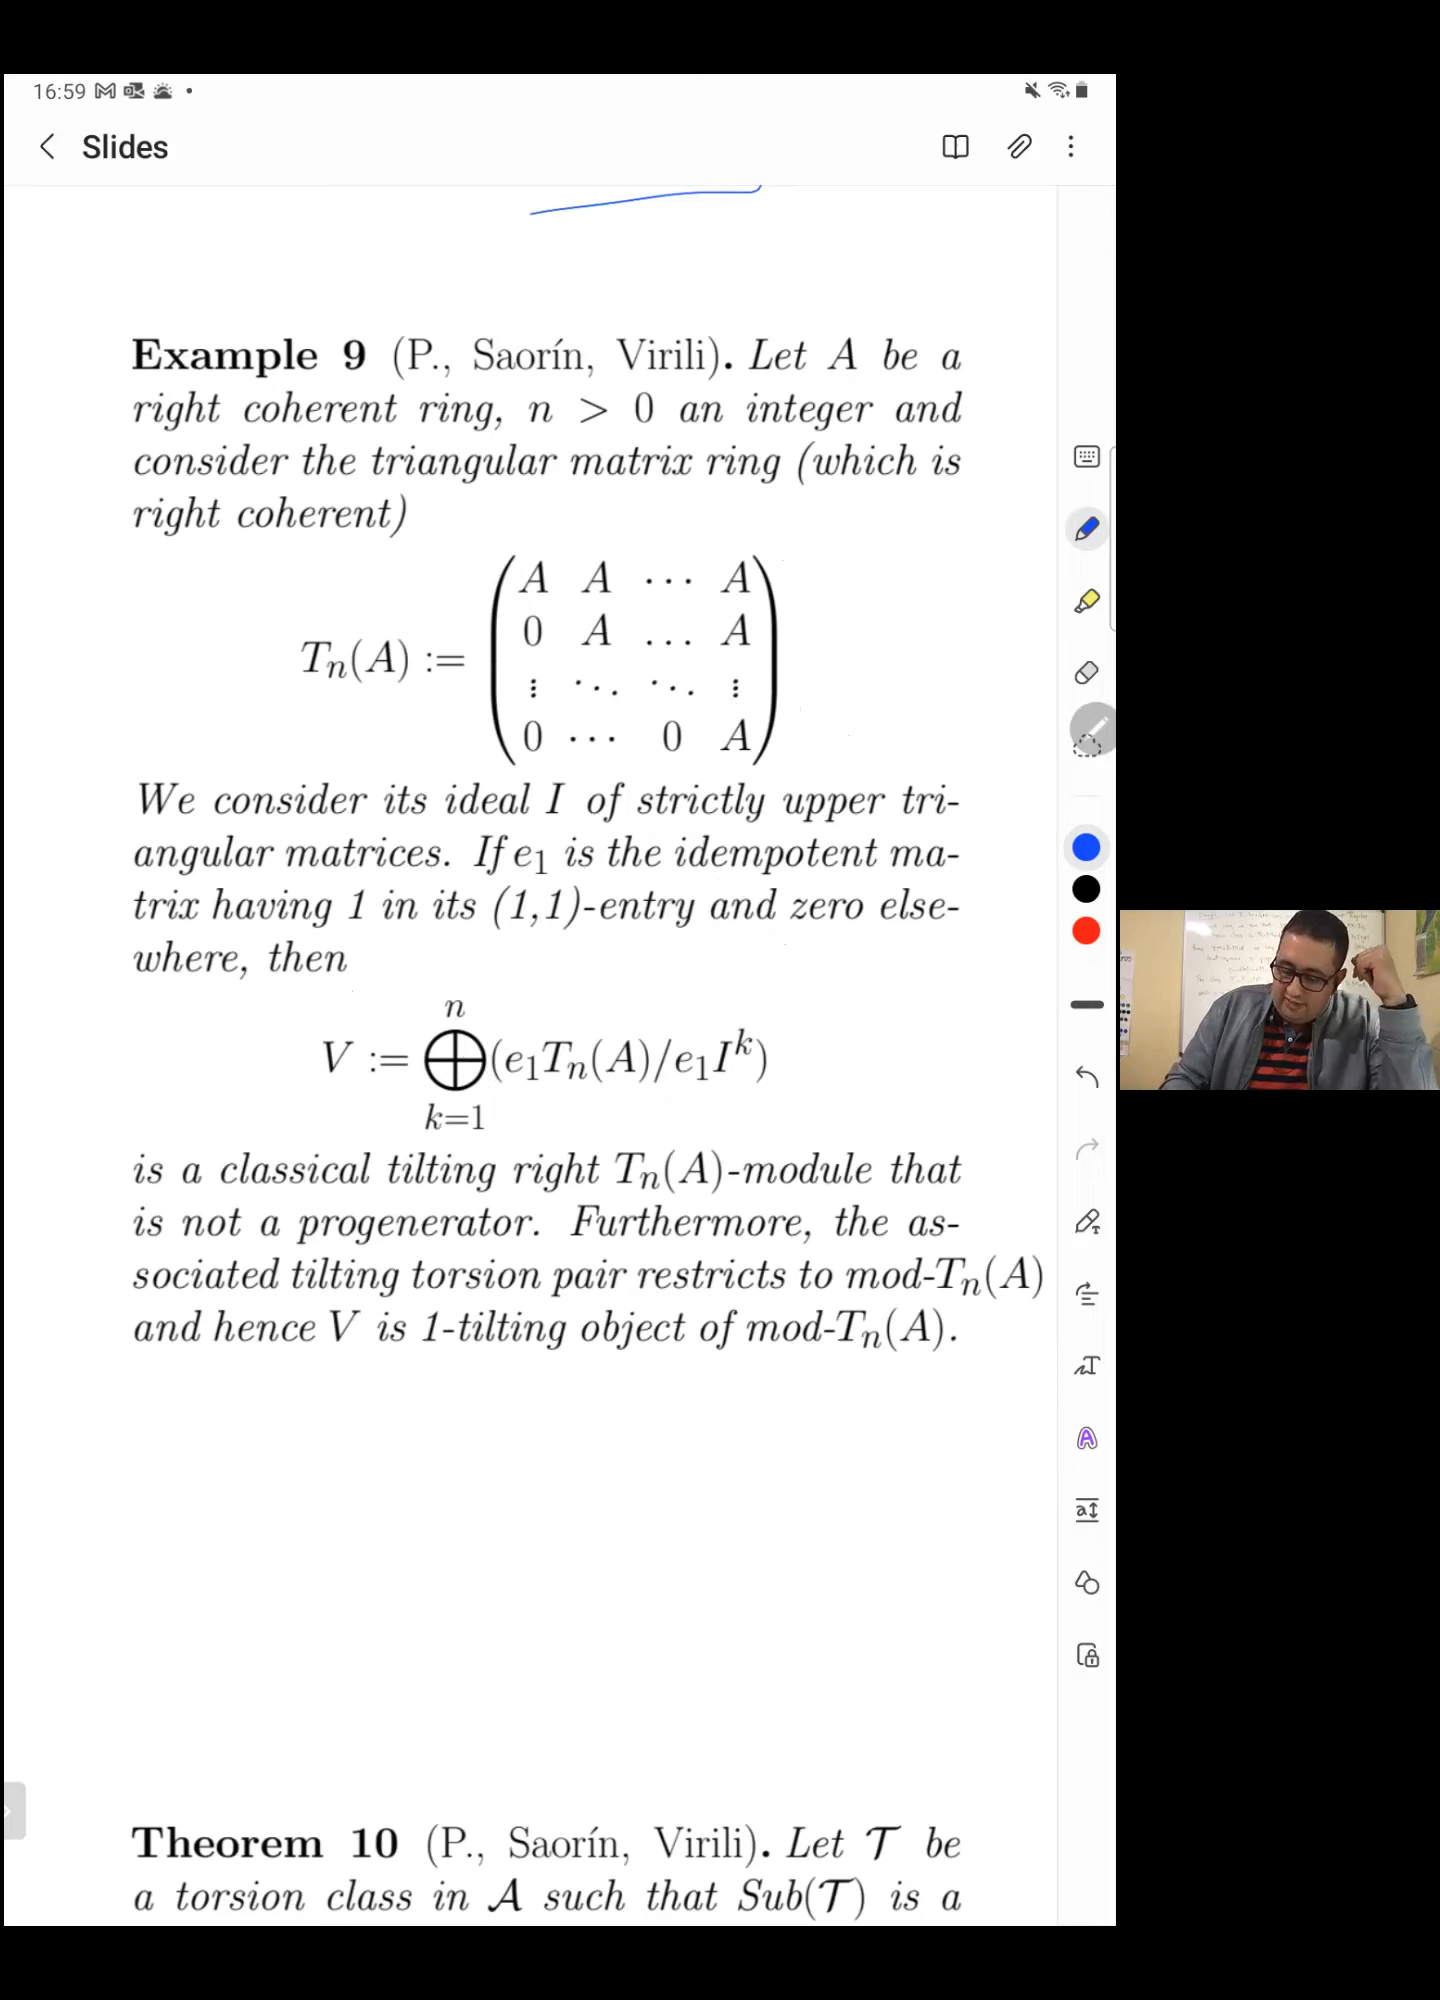 16:59
Slides
Example 9 (P., Saorín, Virili). Let A be a
right coherent ring, n > 0 an integer and
consider the triangular matrix ring (which is
right coherent)
A A ⋯ A
0 A … A
T_n(A) :=
⋮ ⋱ ⋱ ⋮
0 ⋯ 0 A
We consider its ideal I of strictly upper tri-
angular matrices. If e_1 is the idempotent ma-
trix having 1 in its (1,1)-entry and zero else-
where, then
V := ⨁_{k=1}^{n} (e_1T_n(A)/e_1I^k)
is a classical tilting right T_n(A)-module that
is not a progenerator. Furthermore, the as-
sociated tilting torsion pair restricts to mod-T_n(A)
and hence V is 1-tilting object of mod-T_n(A).
Theorem 10 (P., Saorín, Virili). Let 𝒯 be
a torsion class in 𝒜 such that Sub(𝒯) is a